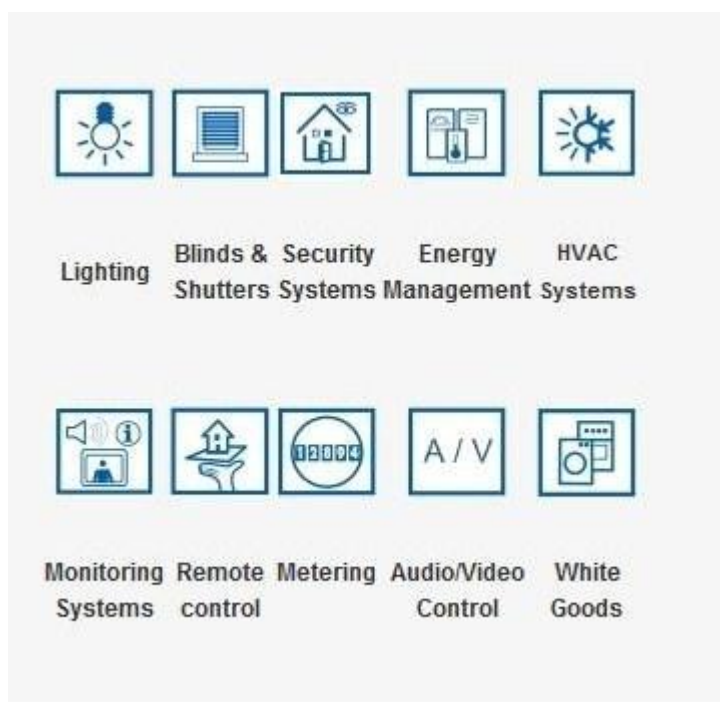 Lighting
Blinds &
Shutters
Security
Systems
Energy
Management
HVAC
Systems
A / V
Monitoring
Systems
Remote
control
Metering
Audio/Video
Control
White
Goods